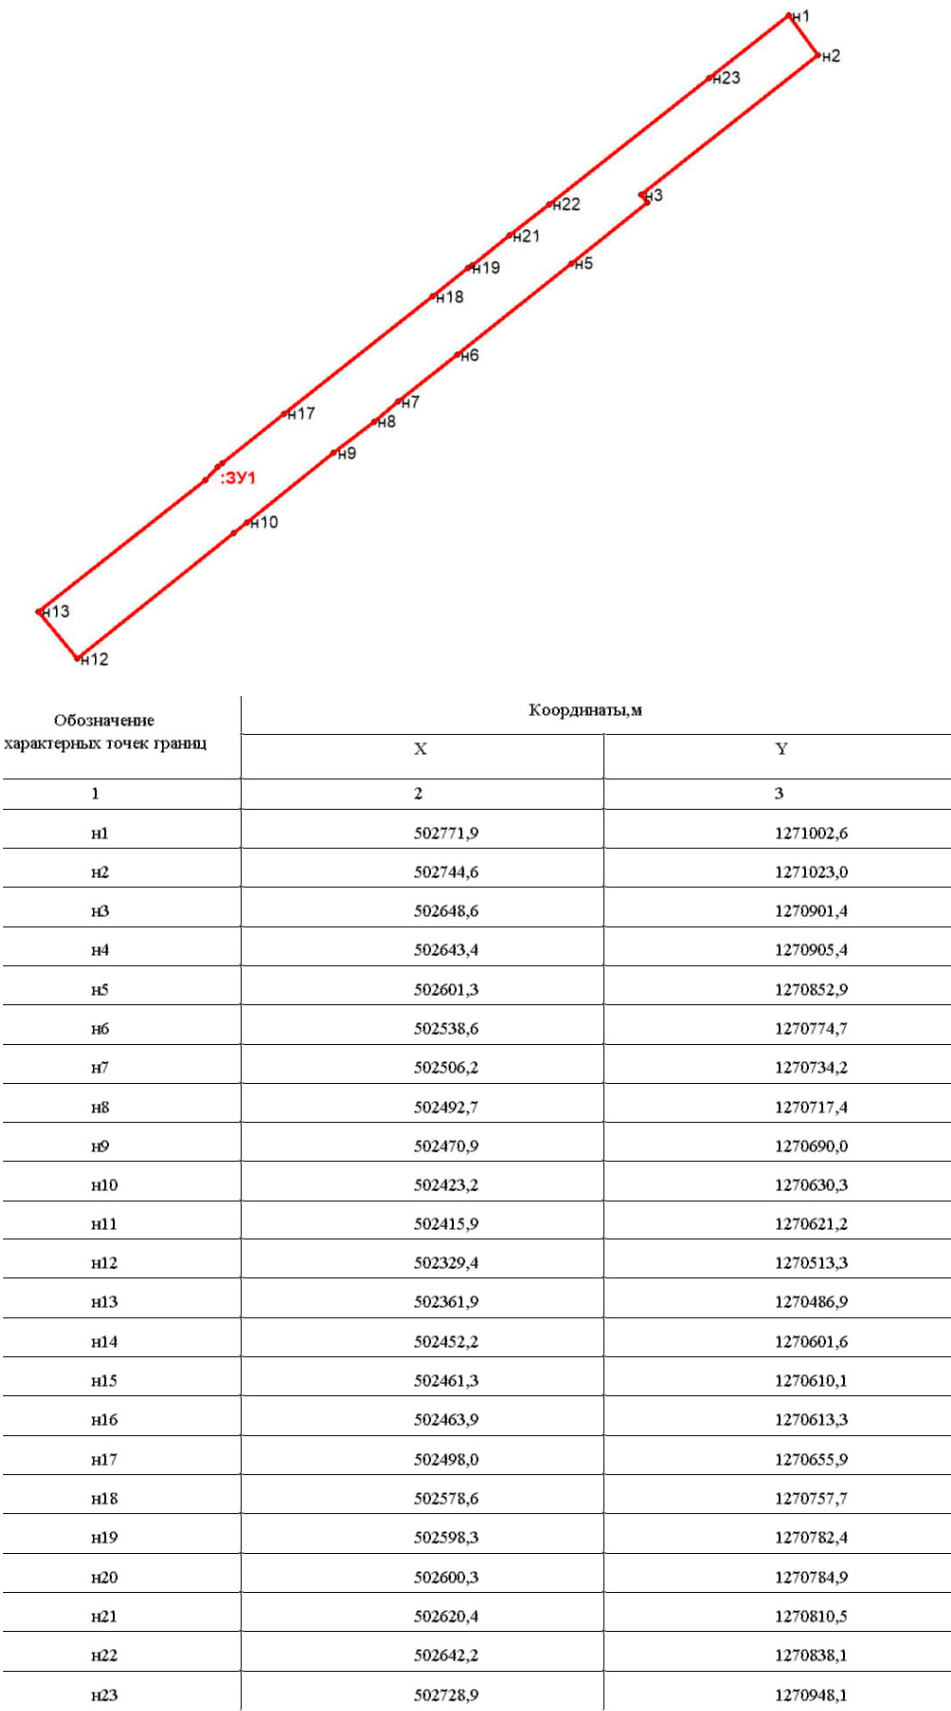 н1
н2
н23
н3
н22
н21
н5
н19
н18
н6
н7
н17
н8
н9
:ЗУ1
н10
н13
н12
Обозначение характерных точек границ
Координаты,м
X Y
1 2 3
н1 502771,9 1271002,6
н2 502744,6 1271023,0
н3 502648,6 1270901,4
н4 502643,4 1270905,4
н5 502601,3 1270852,9
н6 502538,6 1270774,7
н7 502506,2 1270734,2
н8 502492,7 1270717,4
н9 502470,9 1270690,0
н10 502423,2 1270630,3
н11 502415,9 1270621,2
н12 502329,4 1270513,3
н13 502361,9 1270486,9
н14 502452,2 1270601,6
н15 502461,3 1270610,1
н16 502463,9 1270613,3
н17 502498,0 1270655,9
н18 502578,6 1270757,7
н19 502598,3 1270782,4
н20 502600,3 1270784,9
н21 502620,4 1270810,5
н22 502642,2 1270838,1
н23 502728,9 1270948,1